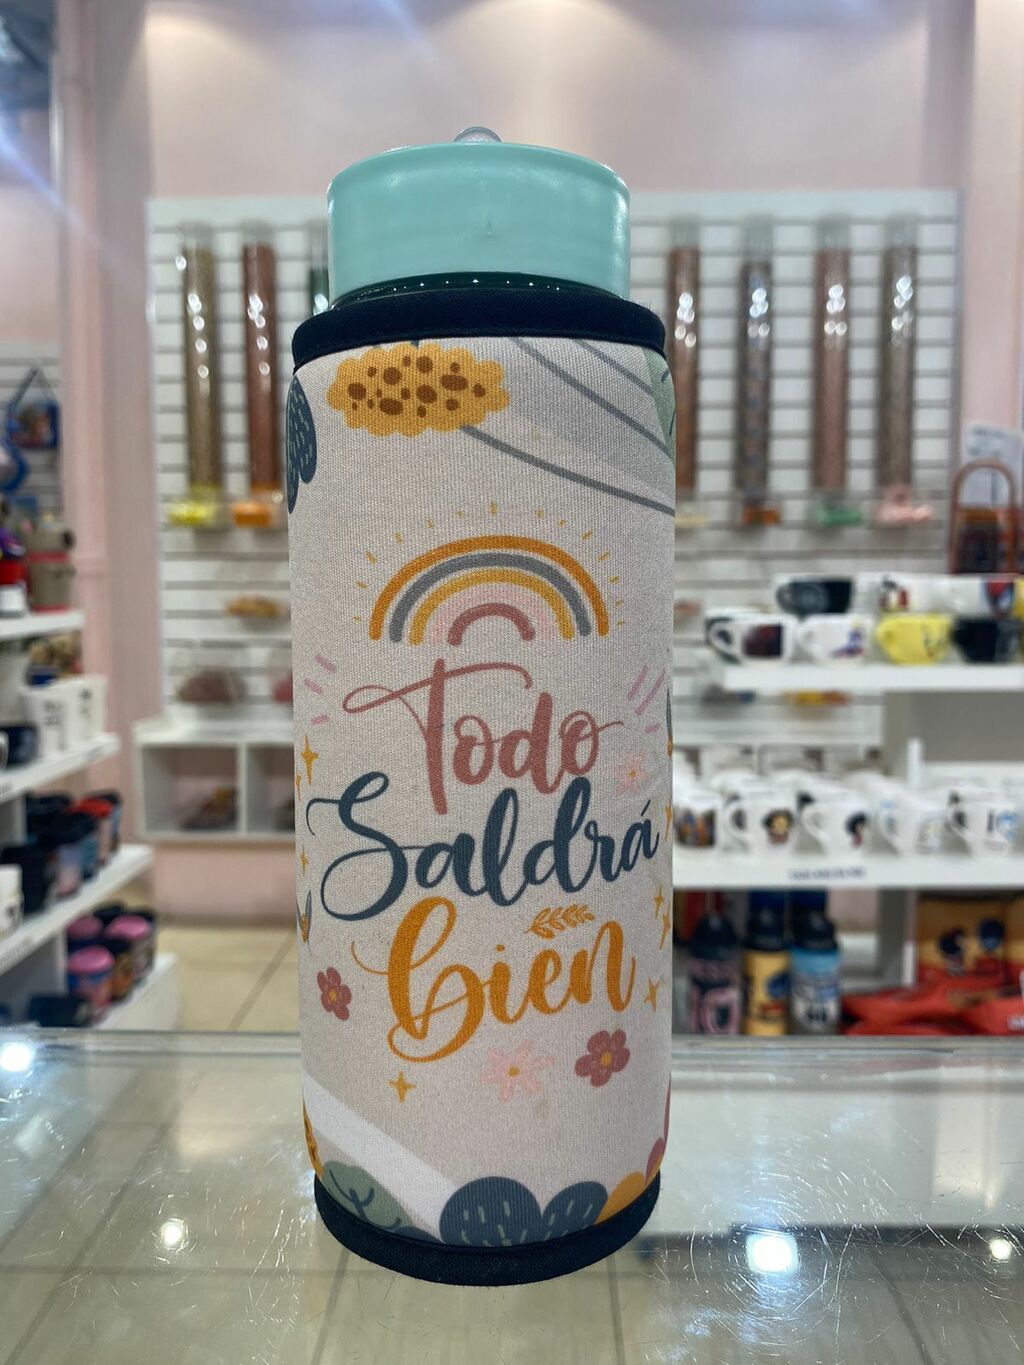 Todo
Saldrá
bien